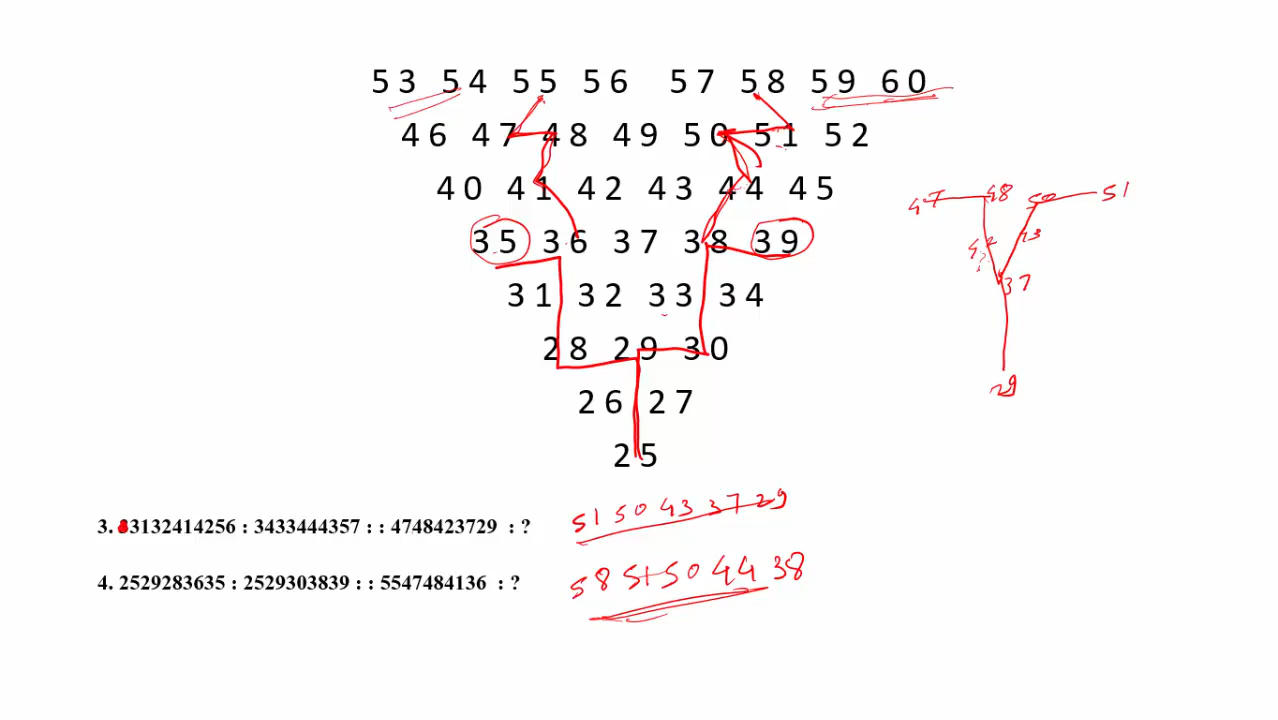 53 54 55 56 57 58 59 60
46 47 48 49 50 51 52
40 41 42 43 44 45
35 36 37 38 39
31 32 33 34
28 29 30
26 27
25
47 48 50 51
42 43
37
29
3. 33132414256 : 3433444357 : : 4748423729 : ?
51 50 43 37 29
4. 2529283635 : 2529303839 : : 5547484136 : ?
58 51 50 44 38